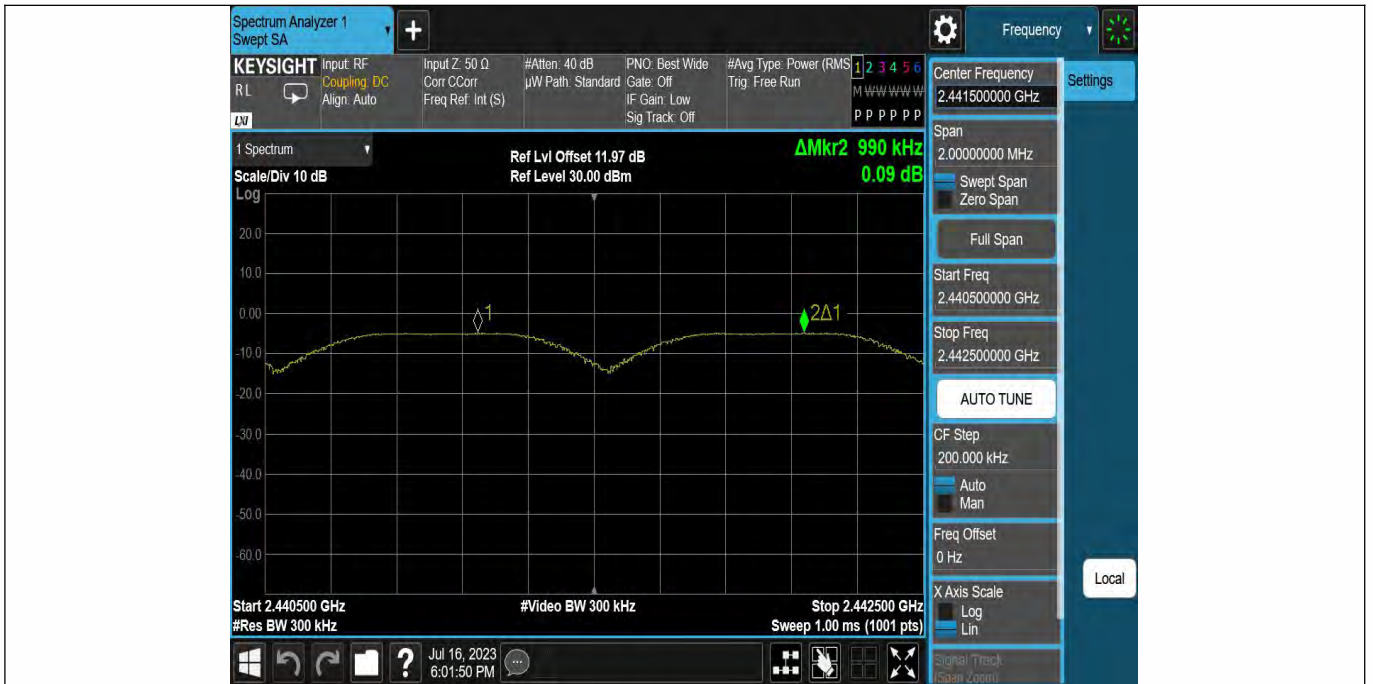 Spectrum Analyzer 1
Swept SA
Frequency
KEYSIGHT
RL
LXI
Input: RF
Coupling: DC
Align: Auto
Input Z: 50 Ω
Corr CCorr
Freq Ref: Int (S)
#Atten: 40 dB
µW Path: Standard
PNO: Best Wide
Gate: Off
IF Gain: Low
Sig Track: Off
#Avg Type: Power (RMS
Trig: Free Run
1 2 3 4 5 6
M W W W W W
P P P P P P
1 Spectrum
Scale/Div 10 dB
Log
Ref Lvl Offset 11.97 dB
Ref Level 30.00 dBm
ΔMkr2 990 kHz
0.09 dB
20.0
10.0
0.00
-10.0
-20.0
-30.0
-40.0
-50.0
-60.0
1
2Δ1
Start 2.440500 GHz
#Res BW 300 kHz
#Video BW 300 kHz
Stop 2.442500 GHz
Sweep 1.00 ms (1001 pts)
Center Frequency
2.441500000 GHz
Settings
Span
2.00000000 MHz
Swept Span
Zero Span
Full Span
Start Freq
2.440500000 GHz
Stop Freq
2.442500000 GHz
AUTO TUNE
CF Step
200.000 kHz
Auto
Man
Freq Offset
0 Hz
X Axis Scale
Log
Lin
Signal Track
(Span Zoom)
Local
?
Jul 16, 2023
6:01:50 PM